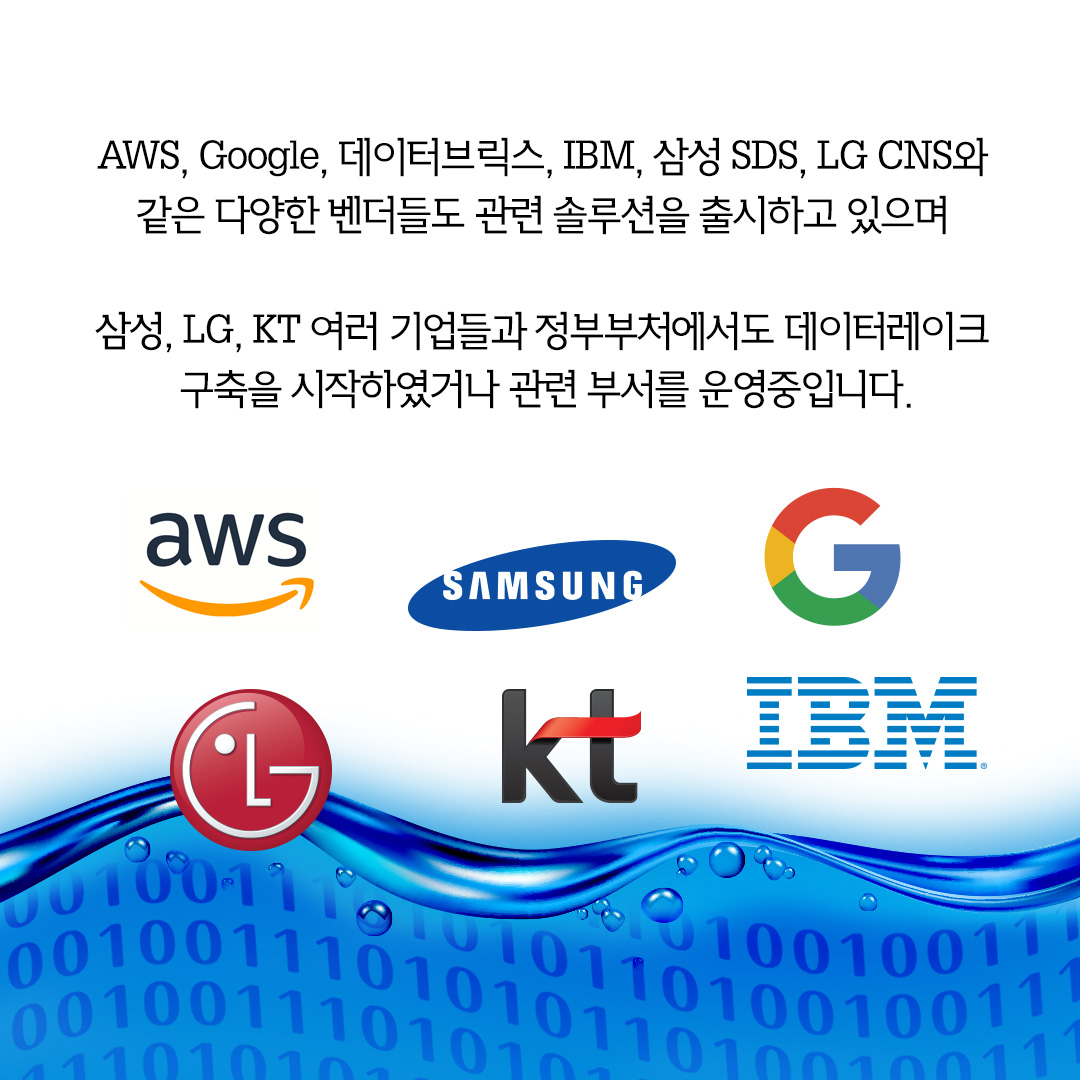 AWS, Google, 데이터브릭스, IBM, 삼성 SDS, LG CNS와
같은 다양한 벤더들도 관련 솔루션을 출시하고 있으며
삼성, LG, KT 여러 기업들과 정부부처에서도 데이터레이크
구축을 시작하였거나 관련 부서를 운영중입니다.
aws
SAMSUNG
G
LG
kt
IBM®